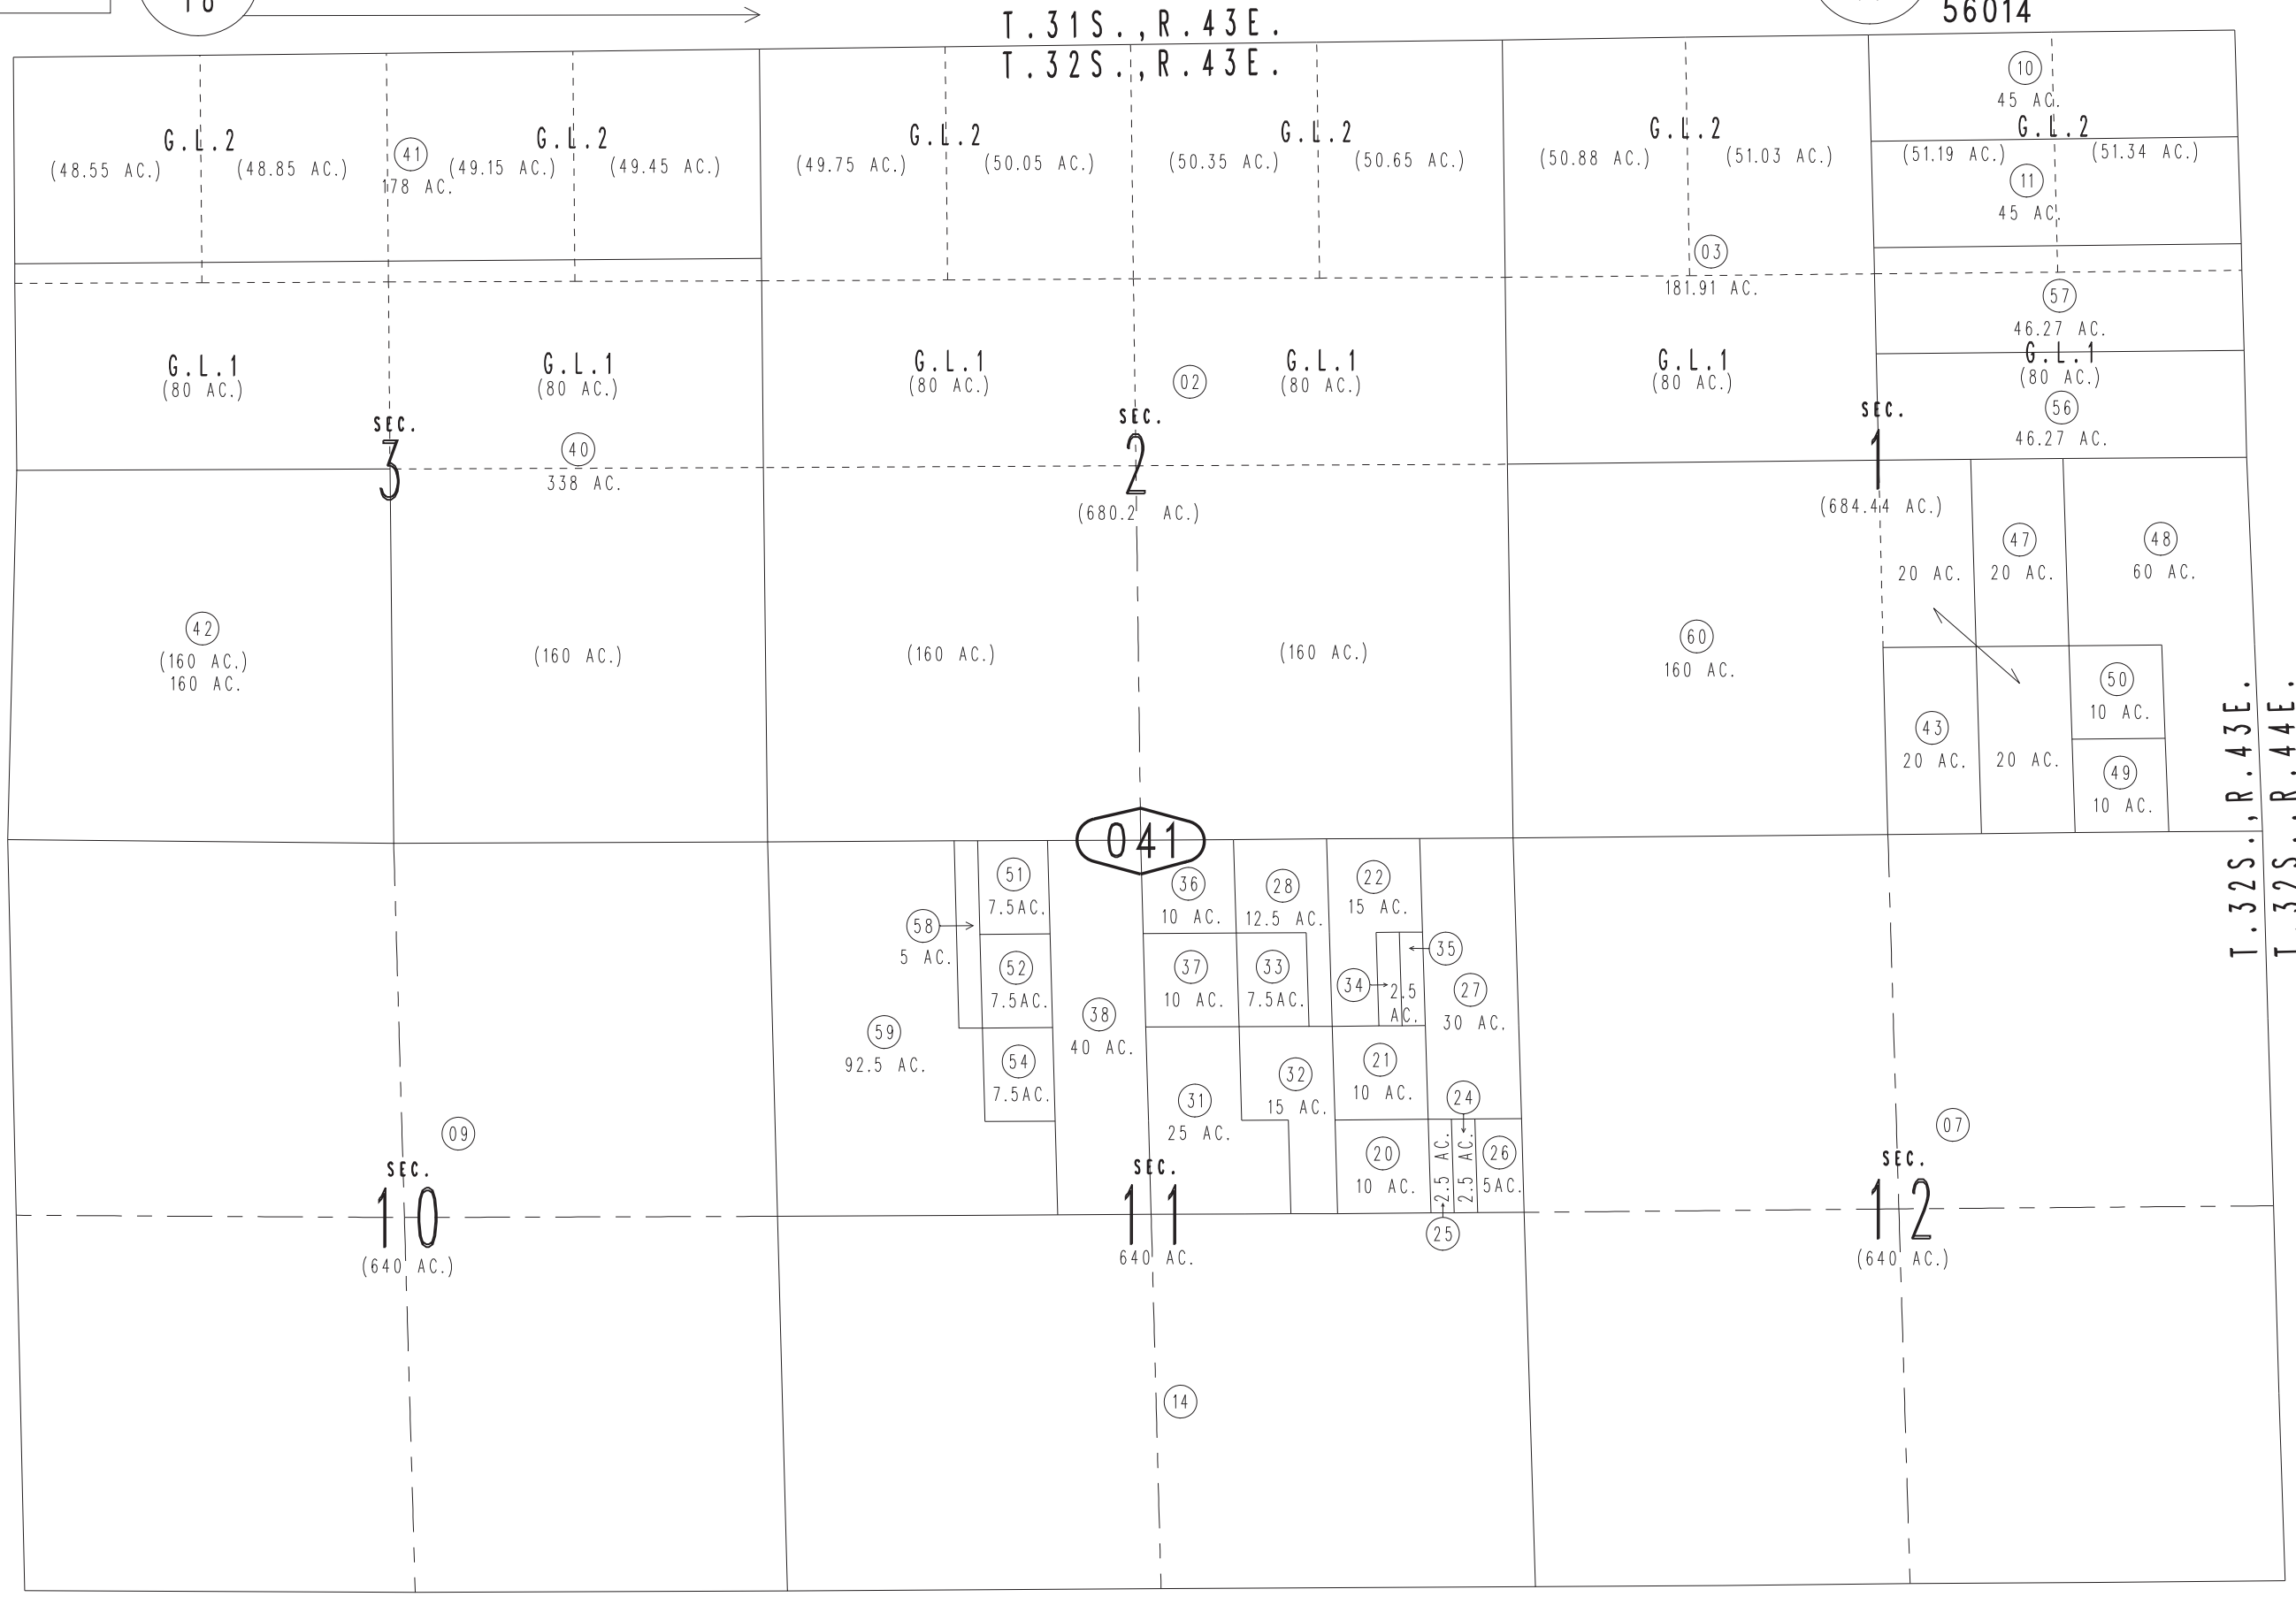 56014
T.31S.,R.43E.
T.32S.,R.43E.
10
45 AC.
G.L.2
G.L.2
G.L.2
G.L.2
G.L.2
G.L.2
(48.55 AC.)
(48.85 AC.)
41
178 AC.
(49.15 AC.)
(49.45 AC.)
(49.75 AC.)
(50.05 AC.)
(50.35 AC.)
(50.65 AC.)
(50.88 AC.)
(51.03 AC.)
(51.19 AC.)
(51.34 AC.)
11
45 AC.
03
181.91 AC.
57
46.27 AC.
G.L.1
(80 AC.)
G.L.1
(80 AC.)
G.L.1
(80 AC.)
02
G.L.1
(80 AC.)
G.L.1
(80 AC.)
G.L.1
(80 AC.)
56
46.27 AC.
SEC.
3
40
338 AC.
SEC.
2
(680.2 AC.)
SEC.
1
(684.44 AC.)
20 AC.
47
20 AC.
48
60 AC.
42
(160 AC.)
160 AC.
(160 AC.)
(160 AC.)
(160 AC.)
60
160 AC.
43
20 AC.
20 AC.
50
10 AC.
49
10 AC.
T.32S.,R.43E.
T.32S.,R.44E.
041
51
7.5AC.
58
5 AC.
52
7.5AC.
54
7.5AC.
59
92.5 AC.
38
40 AC.
36
10 AC.
28
12.5 AC.
22
15 AC.
37
10 AC.
33
7.5AC.
34
2.5
AC.
35
27
30 AC.
31
25 AC.
32
15 AC.
21
10 AC.
24
20
10 AC.
2.5 AC.
2.5 AC.
26
5AC.
25
09
SEC.
10
(640 AC.)
SEC.
11
640 AC.
14
07
SEC.
12
(640 AC.)